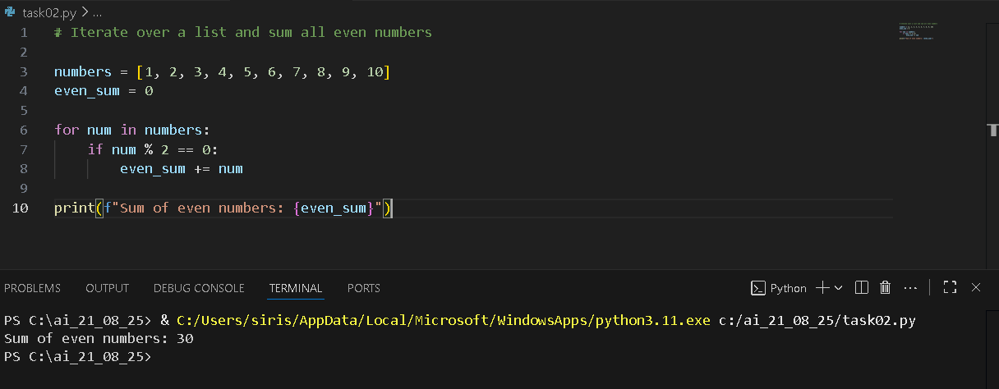 task02.py > ...
1 # Iterate over a list and sum all even numbers
2
3 numbers = [1, 2, 3, 4, 5, 6, 7, 8, 9, 10]
4 even_sum = 0
5
6 for num in numbers:
7     if num % 2 == 0:
8         even_sum += num
9
10 print(f"Sum of even numbers: {even_sum}")
PROBLEMS OUTPUT DEBUG CONSOLE TERMINAL PORTS Python
PS C:\ai_21_08_25> & C:/Users/siris/AppData/Local/Microsoft/WindowsApps/python3.11.exe c:/ai_21_08_25/task02.py
Sum of even numbers: 30
PS C:\ai_21_08_25>